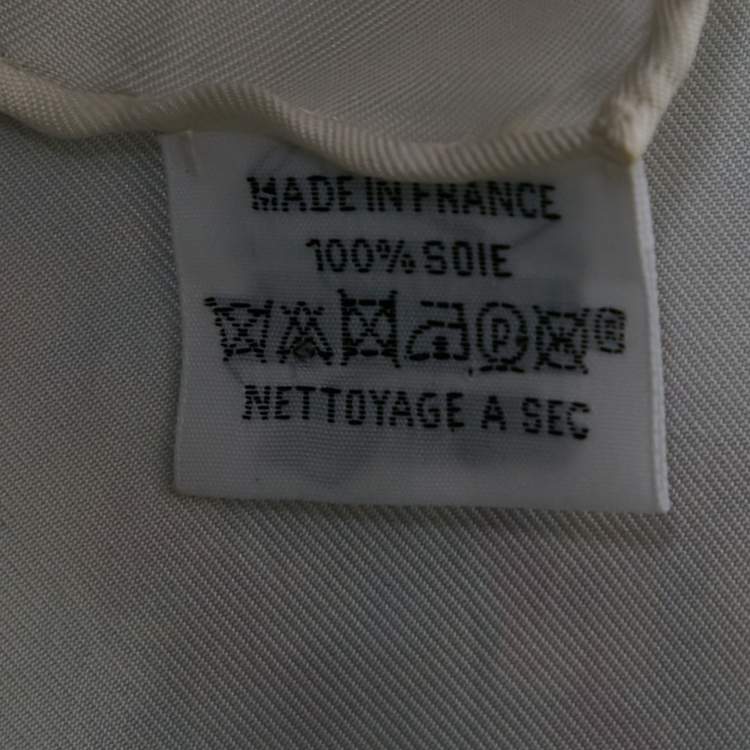 MADE IN FRANCE
100% SOIE
P
NETTOYAGE A SEC